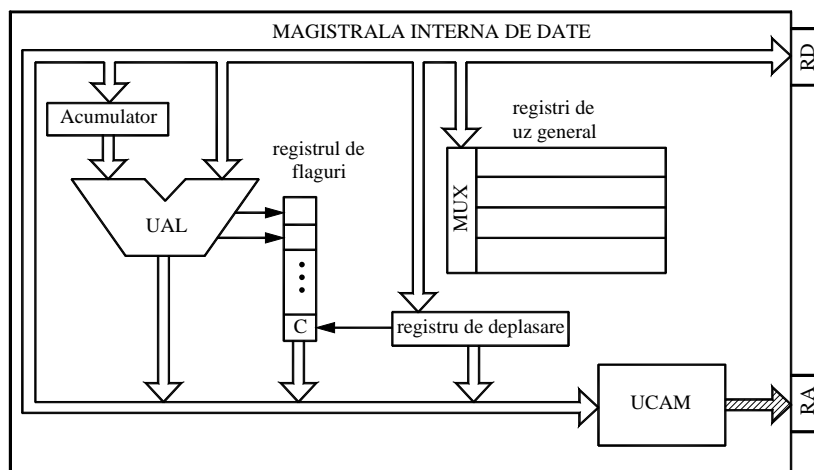 MAGISTRALA INTERNA DE DATE
RD
Acumulator
registri de
uz general
registrul de
flaguri
MUX
UAL
C
registru de deplasare
UCAM
RA